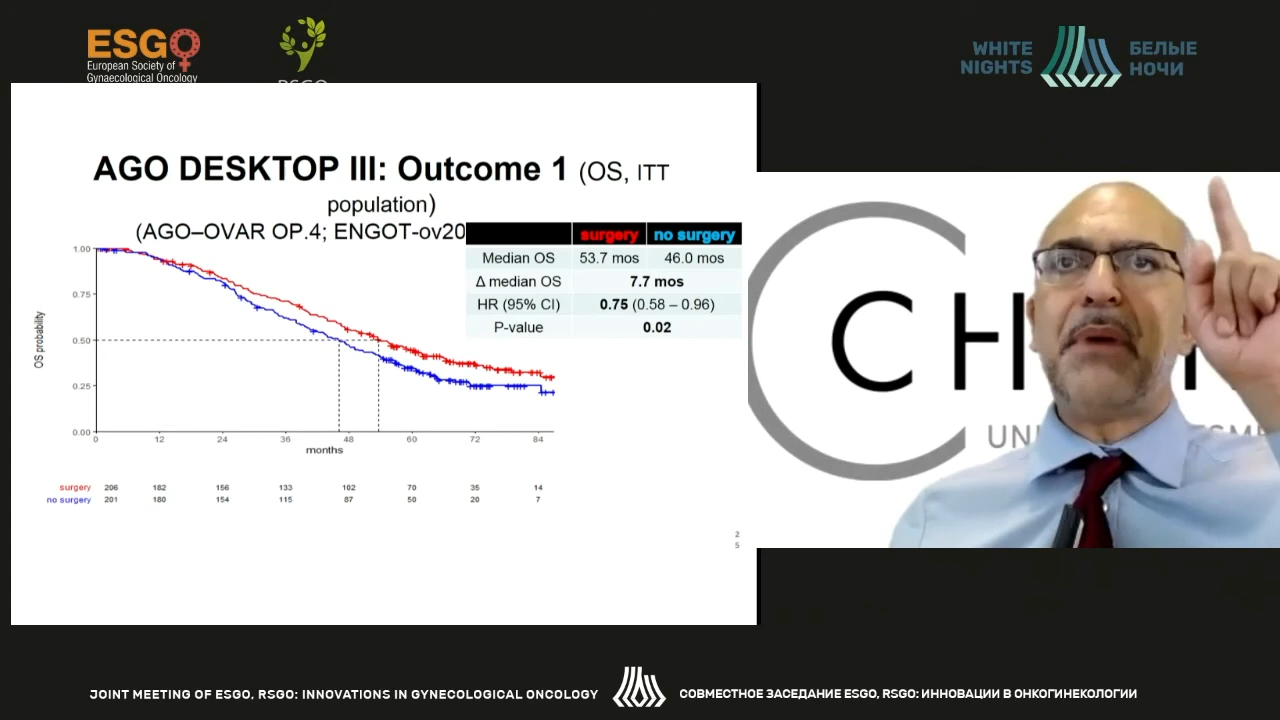 ESGO
European Society of
Gynaecological Oncology
RSGO
WHITE
NIGHTS
БЕЛЫЕ
НОЧИ
AGO DESKTOP III: Outcome 1 (OS, ITT
population)
(AGO–OVAR OP.4; ENGOT-ov20
surgery no surgery
Median OS 53.7 mos 46.0 mos
Δ median OS 7.7 mos
HR (95% CI) 0.75 (0.58 – 0.96)
P-value 0.02
OS probability
1.00
0.75
0.50
0.25
0.00
0 12 24 36 48 60 72 84
months
surgery 206 182 156 133 102 70 35 14
no surgery 201 180 154 115 87 50 20 7
2
5
CH
UNI
JOINT MEETING OF ESGO, RSGO: INNOVATIONS IN GYNECOLOGICAL ONCOLOGY
СОВМЕСТНОЕ ЗАСЕДАНИЕ ESGO, RSGO: ИННОВАЦИИ В ОНКОГИНЕКОЛОГИИ